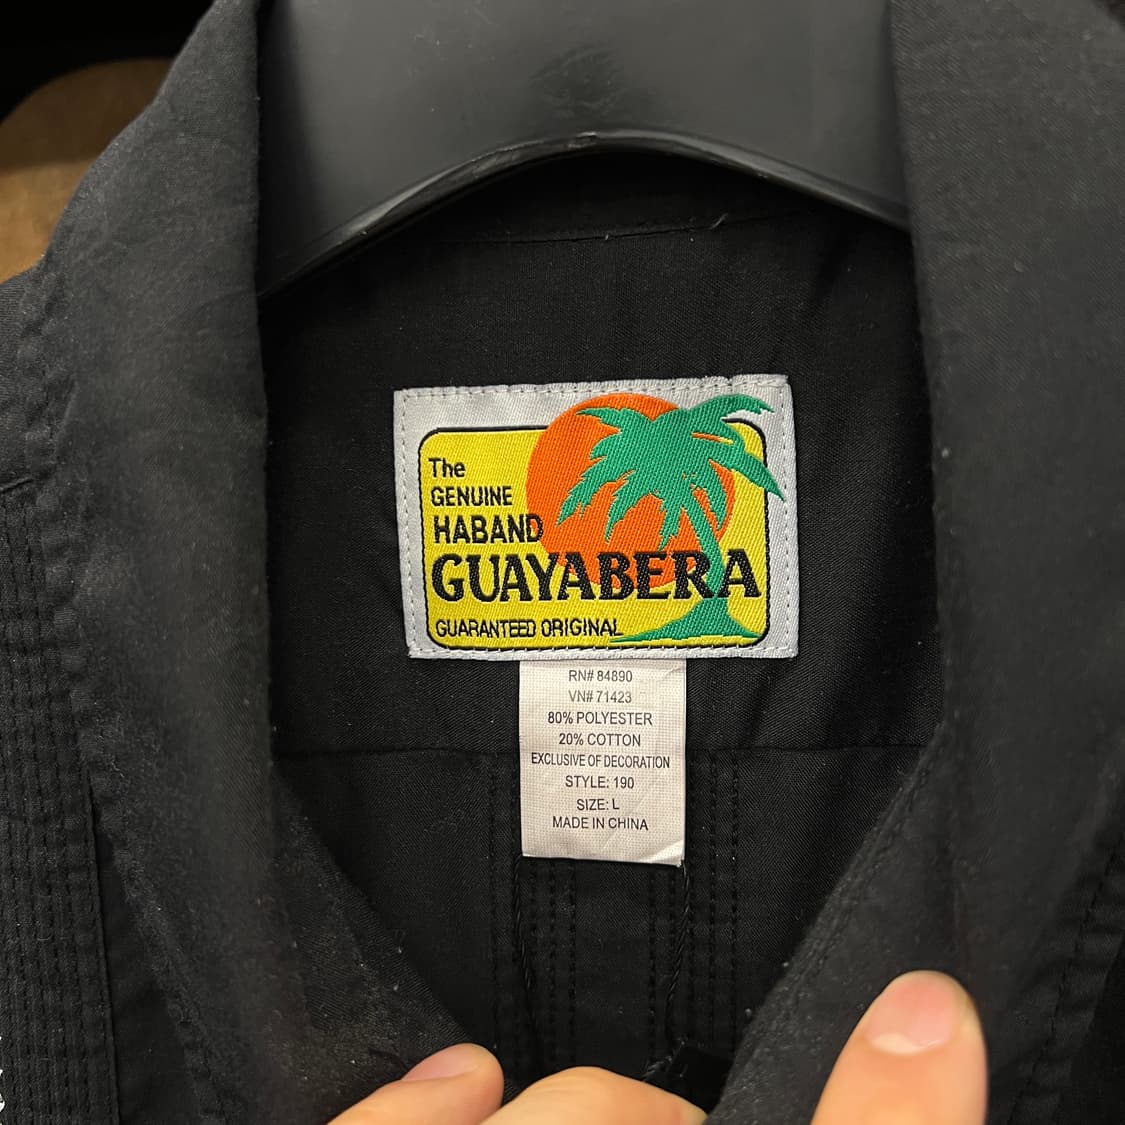 The
GENUINE
HABAND
GUAYABERA
GUARANTEED ORIGINAL
RN# 84890
VN# 71423
80% POLYESTER
20% COTTON
EXCLUSIVE OF DECORATION
STYLE: 190
SIZE: L
MADE IN CHINA